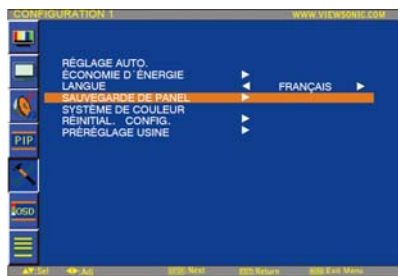 CONFIGURATION 1 WWW.VIEWSONIC.COM
RÉGLAGE AUTO.
ÉCONOMIE D´ÉNERGIE
LANGUE FRANÇAIS
SAUVEGARDE DE PANEL
SYSTÈME DE COULEUR
RÉINITIAL. CONFIG.
PRÉRÉGLAGE USINE
PIP
OSD
Sel Adj Next Return Exit Menu